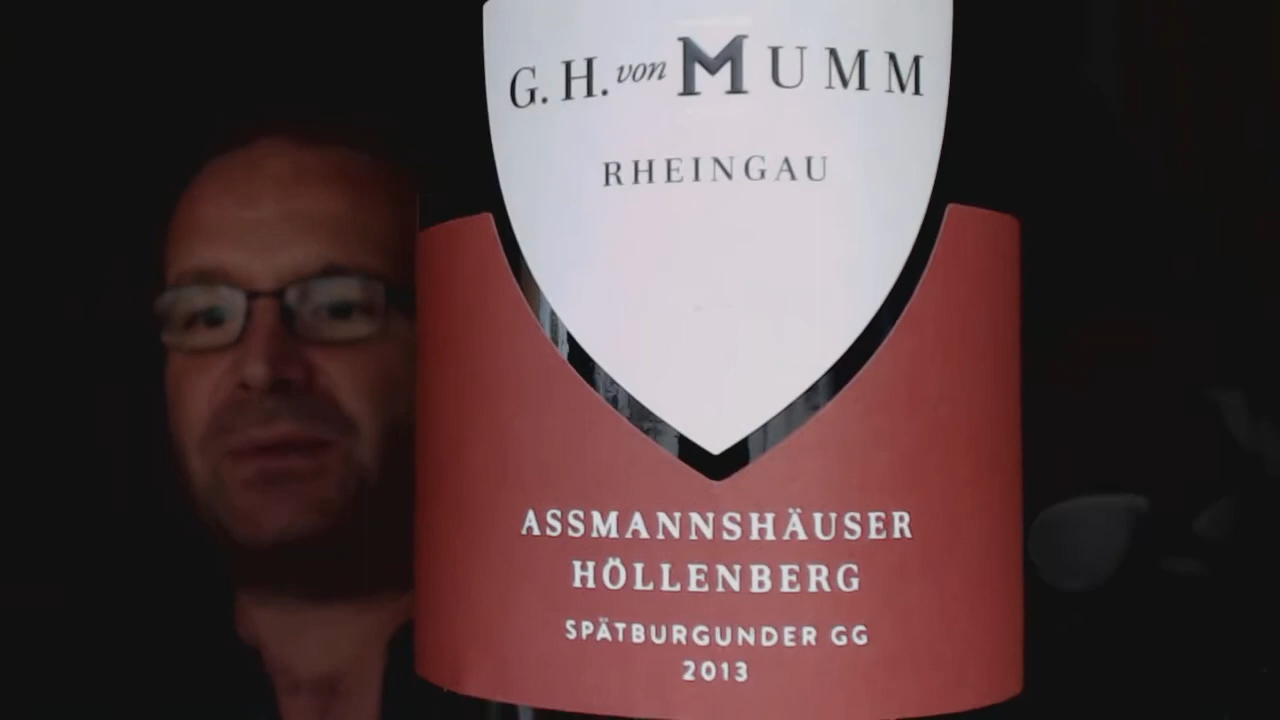 G. H. von MUMM
RHEINGAU
ASSMANNSHÄUSER
HÖLLENBERG
SPÄTBURGUNDER GG
2013